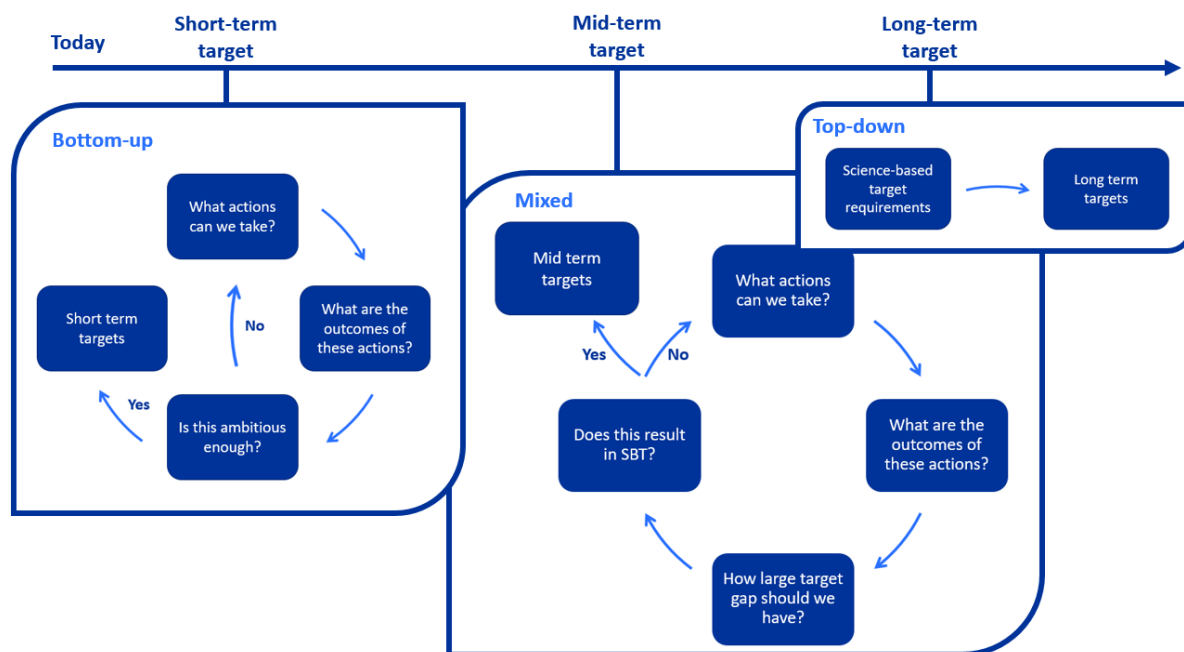 Today
Short-term
target
Mid-term
target
Long-term
target
Bottom-up
What actions
can we take?
What are the
outcomes of
these actions?
Is this ambitious
enough?
No
Yes
Short term
targets
Mixed
Mid term
targets
What actions
can we take?
What are the
outcomes of
these actions?
How large target
gap should we
have?
Does this result
in SBT?
Yes
No
Top-down
Science-based
target
requirements
Long term
targets